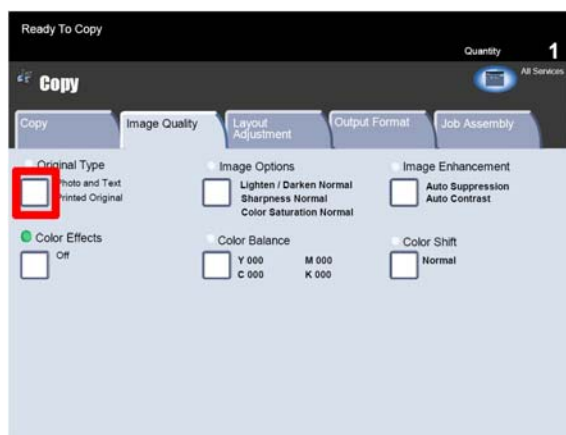 Ready To Copy
Quantity 1
Copy
All Services
Copy
Image Quality
Layout
Adjustment
Output Format
Job Assembly
Original Type
Photo and Text
Printed Original
Image Options
Lighten / Darken Normal
Sharpness Normal
Color Saturation Normal
Image Enhancement
Auto Suppression
Auto Contrast
Color Effects
Off
Color Balance
Y 000 M 000
C 000 K 000
Color Shift
Normal